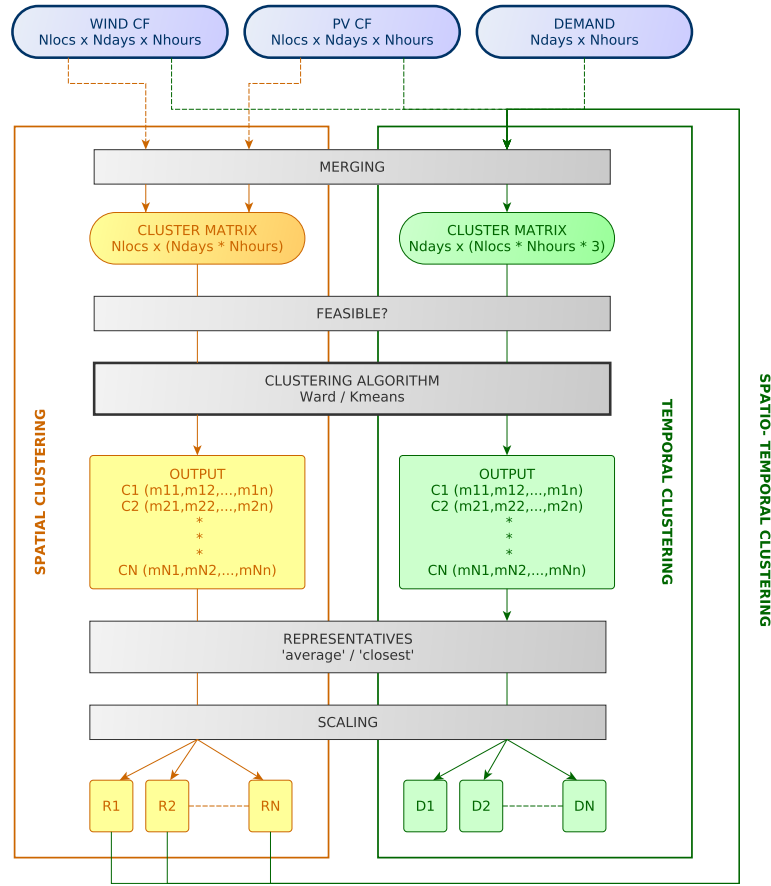 WIND CF
Nlocs x Ndays x Nhours
PV CF
Nlocs x Ndays x Nhours
DEMAND
Ndays x Nhours
MERGING
CLUSTER MATRIX
Nlocs x (Ndays * Nhours)
CLUSTER MATRIX
Ndays x (Nlocs * Nhours * 3)
FEASIBLE?
CLUSTERING ALGORITHM
Ward / Kmeans
SPATIAL CLUSTERING
OUTPUT
C1 (m11,m12,...,m1n)
C2 (m21,m22,...,m2n)
*
*
*
CN (mN1,mN2,...,mNn)
OUTPUT
C1 (m11,m12,...,m1n)
C2 (m21,m22,...,m2n)
*
*
*
CN (mN1,mN2,...,mNn)
TEMPORAL CLUSTERING
SPATIO- TEMPORAL CLUSTERING
REPRESENTATIVES
'average' / 'closest'
SCALING
R1
R2
RN
D1
D2
DN